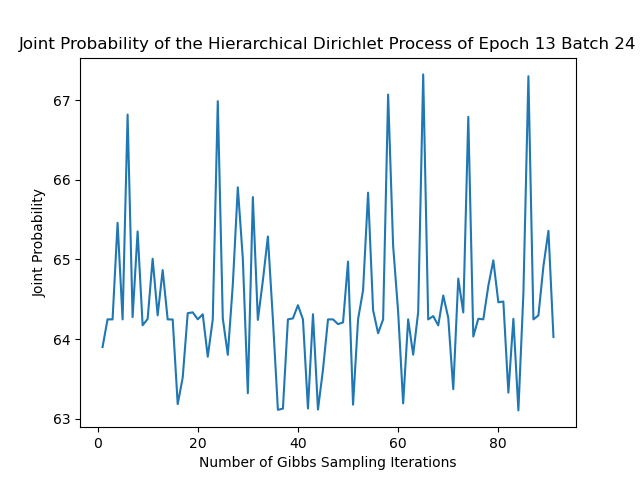 Joint Probability of the Hierarchical Dirichlet Process of Epoch 13 Batch 24
67
66
65
64
63
Joint Probability
0 20 40 60 80
Number of Gibbs Sampling Iterations